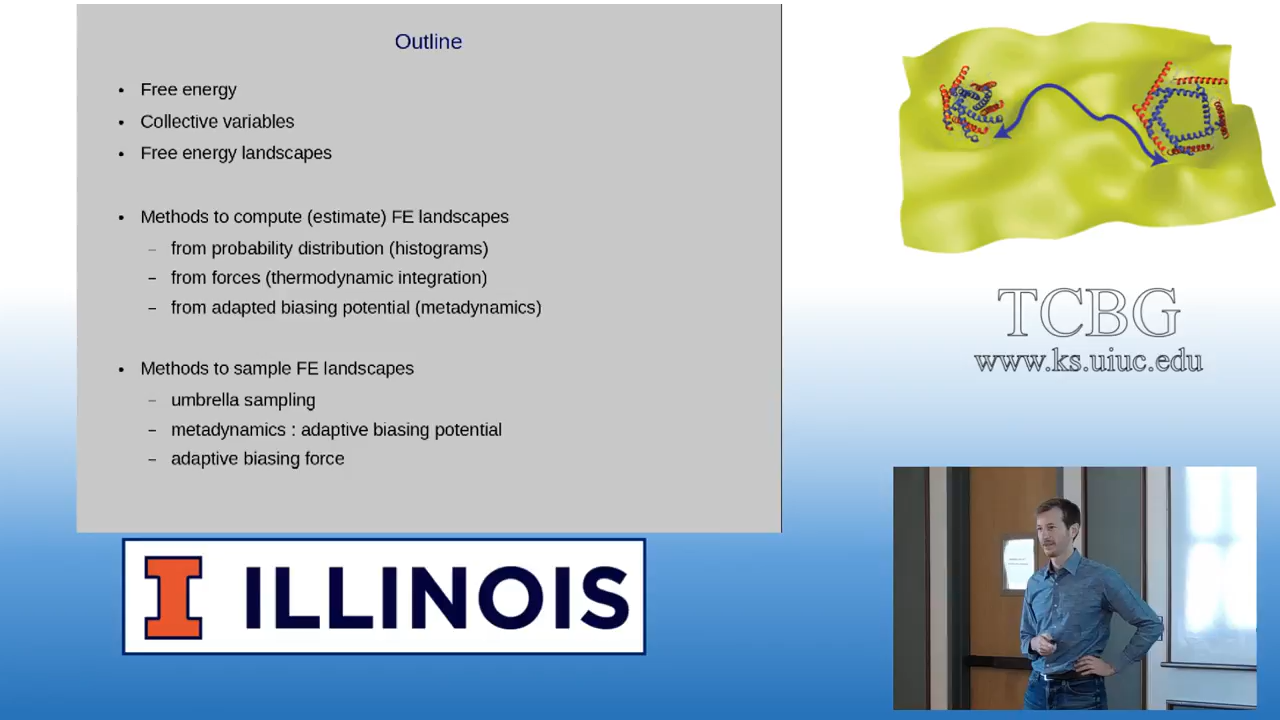 Outline
• Free energy
• Collective variables
• Free energy landscapes
• Methods to compute (estimate) FE landscapes
– from probability distribution (histograms)
– from forces (thermodynamic integration)
– from adapted biasing potential (metadynamics)
• Methods to sample FE landscapes
– umbrella sampling
– metadynamics : adaptive biasing potential
– adaptive biasing force
TCBG
www.ks.uiuc.edu
I ILLINOIS